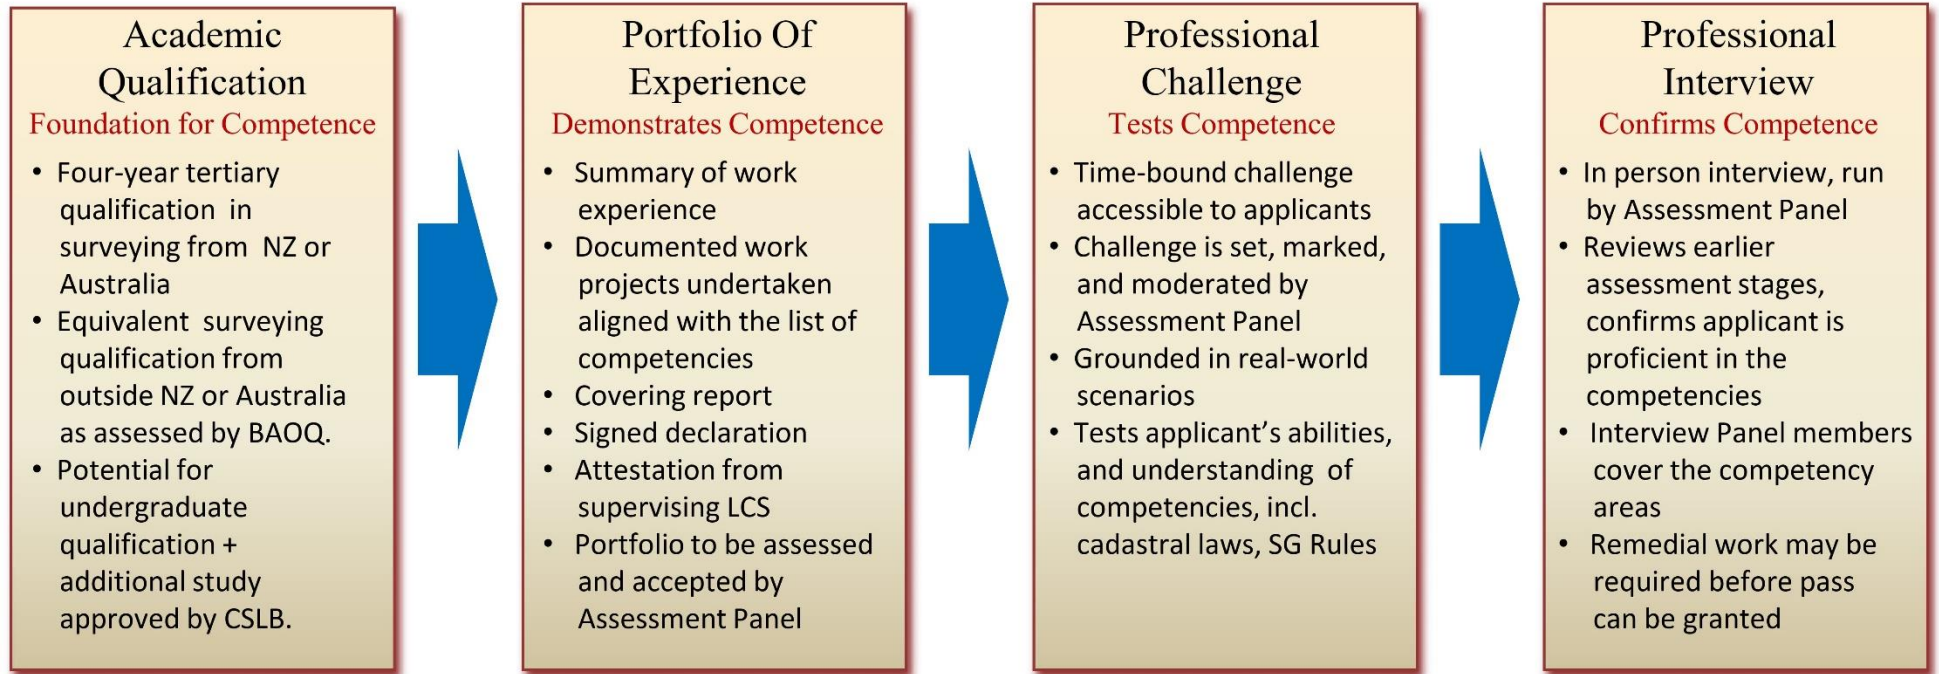 Academic
Qualification
Foundation for Competence
• Four-year tertiary
qualification in
surveying from NZ or
Australia
• Equivalent surveying
qualification from
outside NZ or Australia
as assessed by BAOQ.
• Potential for
undergraduate
qualification +
additional study
approved by CSLB.
Portfolio Of
Experience
Demonstrates Competence
• Summary of work
experience
• Documented work
projects undertaken
aligned with the list of
competencies
• Covering report
• Signed declaration
• Attestation from
supervising LCS
• Portfolio to be assessed
and accepted by
Assessment Panel
Professional
Challenge
Tests Competence
• Time-bound challenge
accessible to applicants
• Challenge is set, marked,
and moderated by
Assessment Panel
• Grounded in real-world
scenarios
• Tests applicant’s abilities,
and understanding of
competencies, incl.
cadastral laws, SG Rules
Professional
Interview
Confirms Competence
• In person interview, run
by Assessment Panel
• Reviews earlier
assessment stages,
confirms applicant is
proficient in the
competencies
• Interview Panel members
cover the competency
areas
• Remedial work may be
required before pass
can be granted